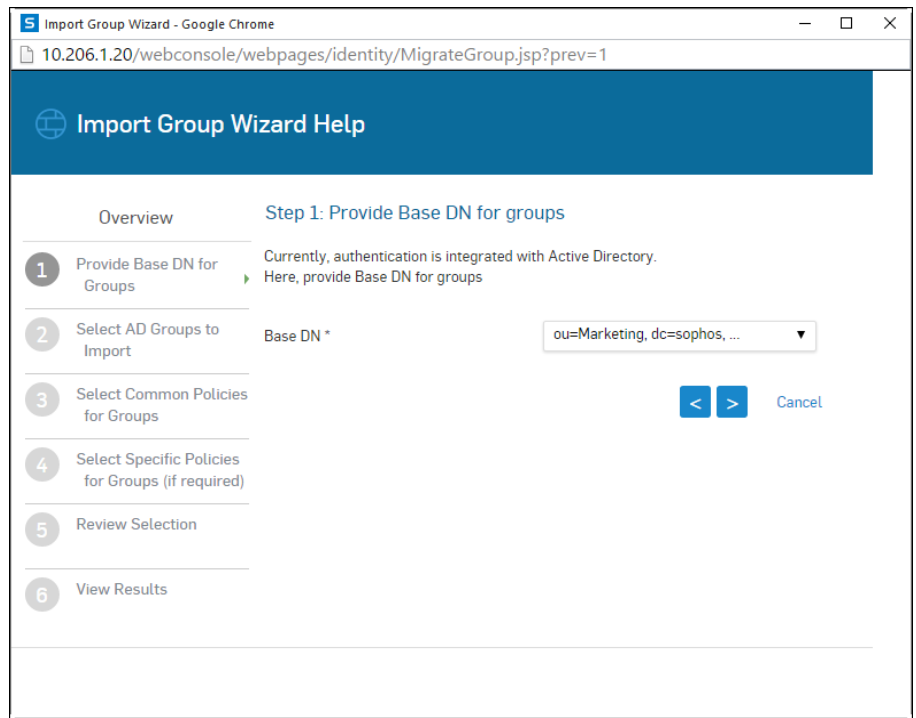 S Import Group Wizard - Google Chrome
10.206.1.20/webconsole/webpages/identity/MigrateGroup.jsp?prev=1
Import Group Wizard Help
Overview
1 Provide Base DN for
Groups
2 Select AD Groups to
Import
3 Select Common Policies
for Groups
4 Select Specific Policies
for Groups (if required)
5 Review Selection
6 View Results
Step 1: Provide Base DN for groups
Currently, authentication is integrated with Active Directory.
Here, provide Base DN for groups
Base DN *
ou=Marketing, dc=sophos, ...
< > Cancel